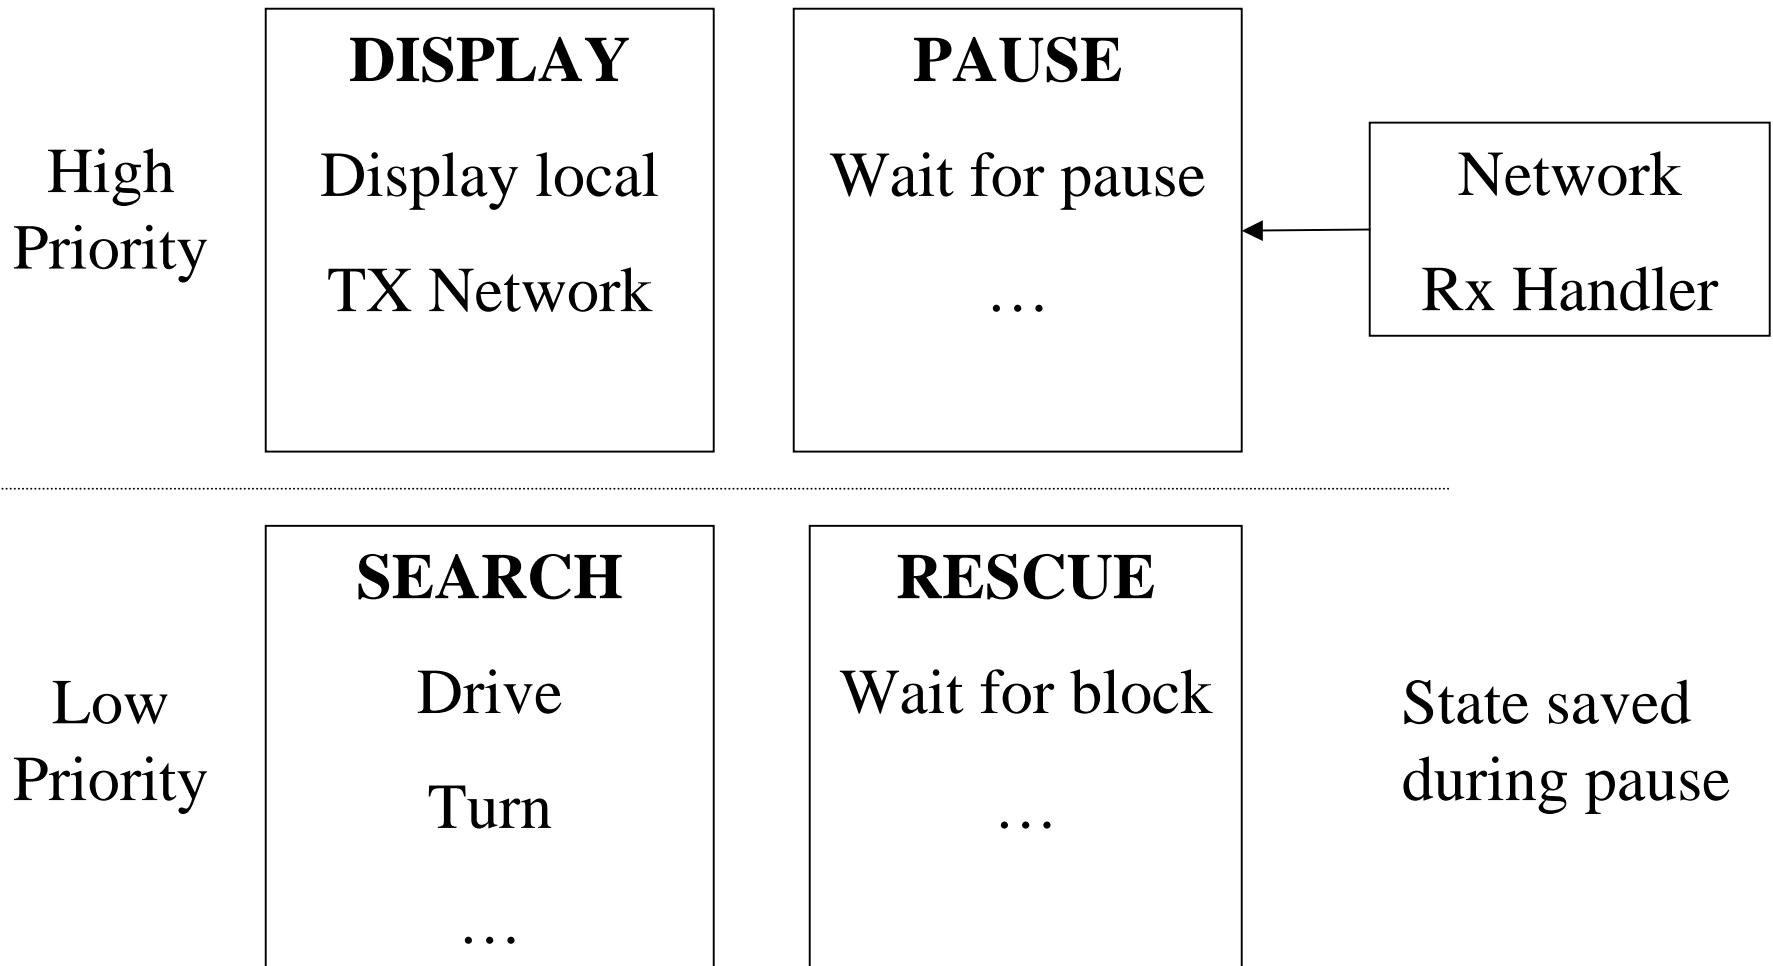 High
Priority
DISPLAY
Display local
TX Network
PAUSE
Wait for pause
…
Network
Rx Handler
Low
Priority
SEARCH
Drive
Turn
…
RESCUE
Wait for block
…
State saved
during pause